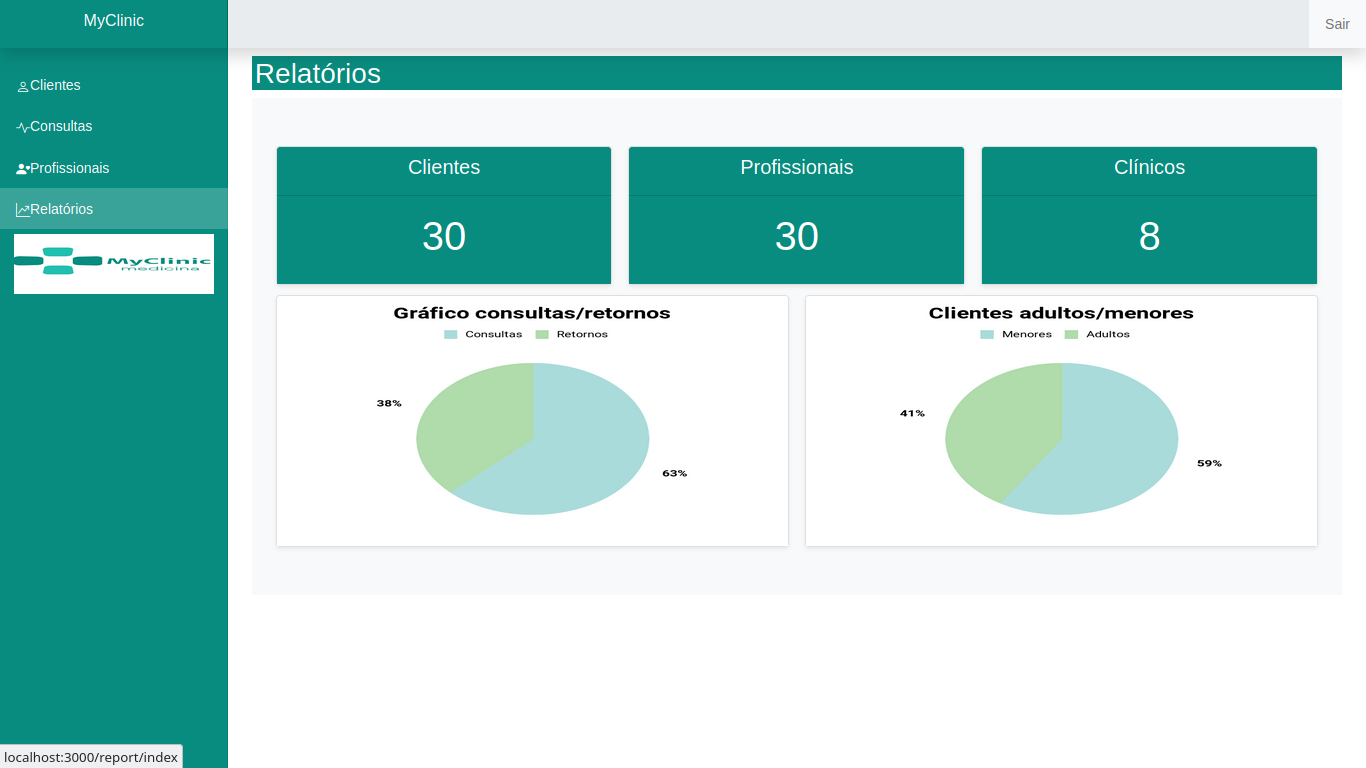 MyClinic
Sair
Clientes
Consultas
Profissionais
Relatórios
MyClinic
medicina
Relatórios
Clientes
Profissionais
Clínicos
30
30
8
Gráfico consultas/retornos
Consultas Retornos
38%
63%
Clientes adultos/menores
Menores Adultos
41%
59%
localhost:3000/report/index